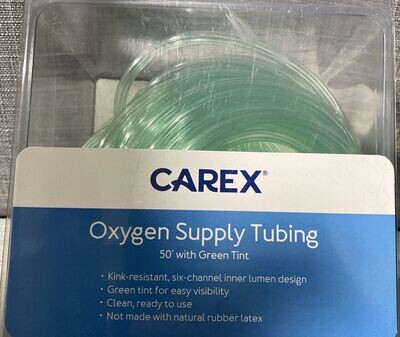 CAREX®
Oxygen Supply Tubing
50' with Green Tint
• Kink-resistant, six-channel inner lumen design
• Green tint for easy visibility
• Clean, ready to use
• Not made with natural rubber latex